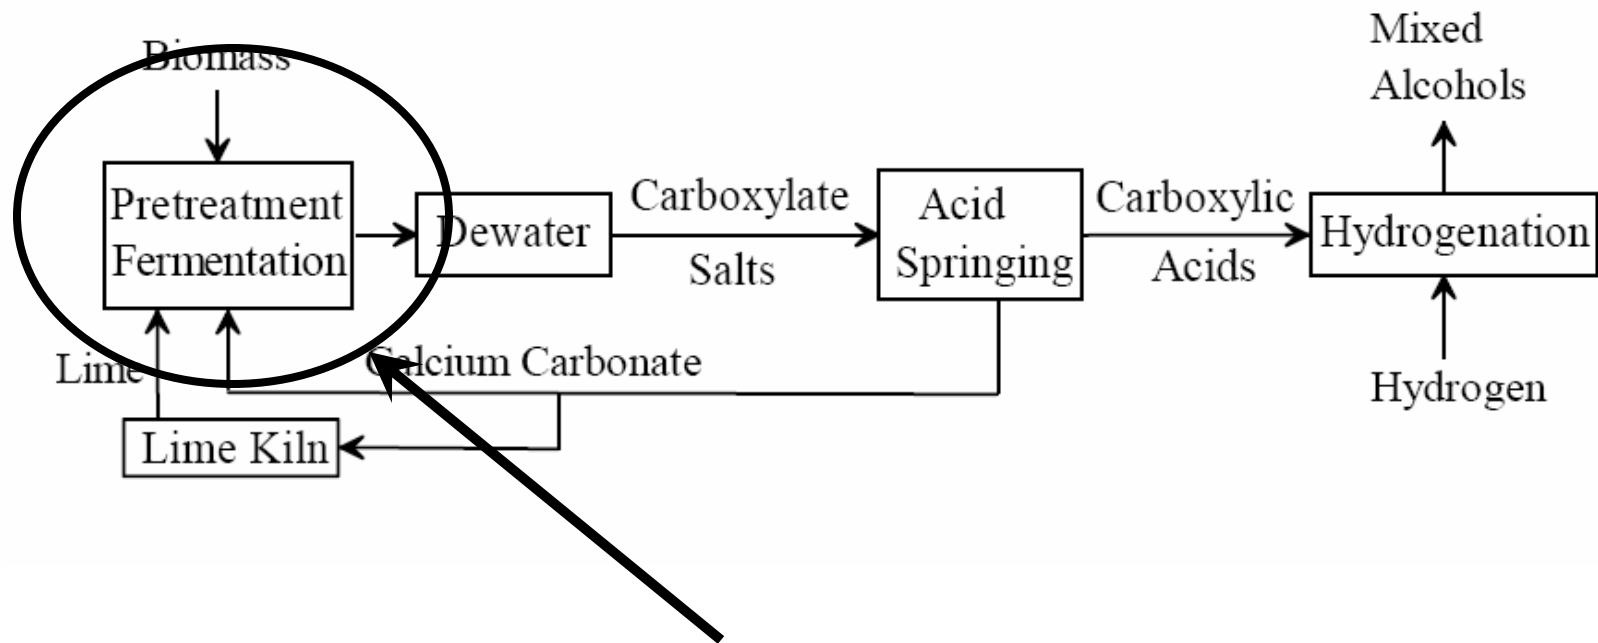 Biomass
Pretreatment
Fermentation
Dewater
Carboxylate
Salts
Acid
Springing
Carboxylic
Acids
Hydrogenation
Mixed
Alcohols
Hydrogen
Lime
Calcium Carbonate
Lime Kiln